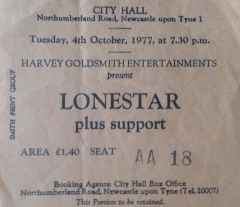 CITY HALL
Northumberland Road, Newcastle upon Tyne 1
Tuesday, 4th October, 1977, at 7.30 p.m.
HARVEY GOLDSMITH ENTERTAINMENTS
present
LONESTAR
plus support
AREA £1.40 SEAT AA 18
Booking Agents: City Hall Box Office
Northumberland Road, Newcastle upon Tyne (Tel. 20007)
This Portion to be retained.
SMITH PRINT GROUP